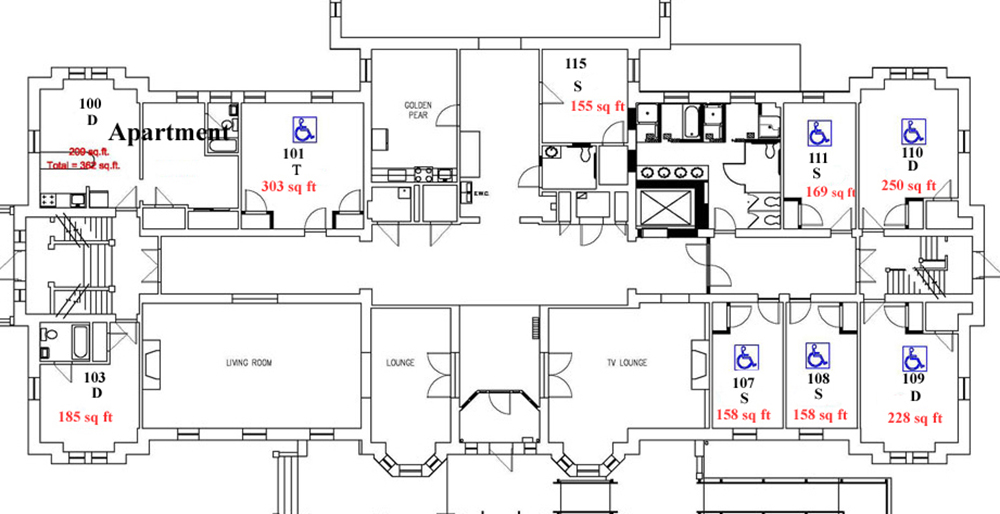 100
D
Apartment
209 sq.ft.
Total = 362 sq.ft.
101
T
303 sq ft
GOLDEN
PEAR
E.W.C.
115
S
155 sq ft
111
S
169 sq ft
110
D
250 sq ft
103
D
185 sq ft
LIVING ROOM
LOUNGE
TV LOUNGE
107
S
158 sq ft
108
S
158 sq ft
109
D
228 sq ft